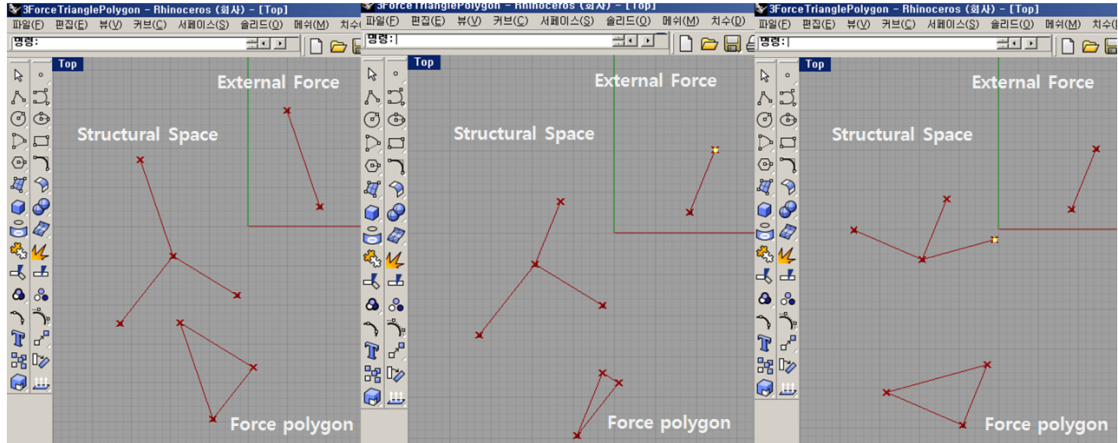 3ForceTrianglePolygon - Rhinoceros (회사) - [Top]
파일(F) 편집(E) 뷰(V) 커브(C) 서페이스(S) 솔리드(O) 메쉬(M) 치수(
명령:
Top
External Force
Structural Space
Force polygon
3ForceTrianglePolygon - Rhinoceros (회사) - [Top]
파일(F) 편집(E) 뷰(V) 커브(C) 서페이스(S) 솔리드(O) 메쉬(M) 치수(D)
명령:
Top
External Force
Structural Space
Force polygon
3ForceTrianglePolygon - Rhinoceros (회사) - [Top]
파일(F) 편집(E) 뷰(V) 커브(C) 서페이스(S) 솔리드(O) 메쉬(M) 치수(
명령:
Top
External Force
Structural Space
Force polygon